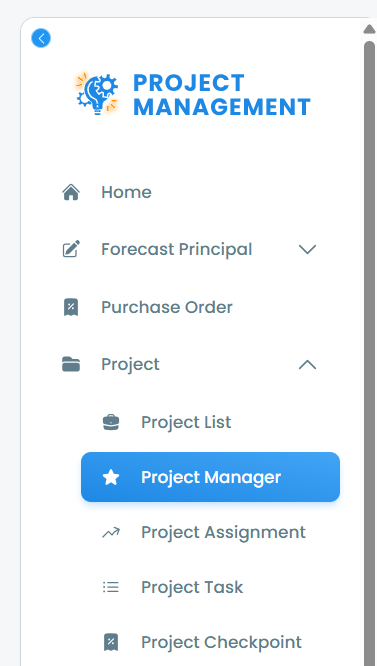 PROJECT
MANAGEMENT
Home
Forecast Principal
Purchase Order
Project
Project List
Project Manager
Project Assignment
Project Task
Project Checkpoint